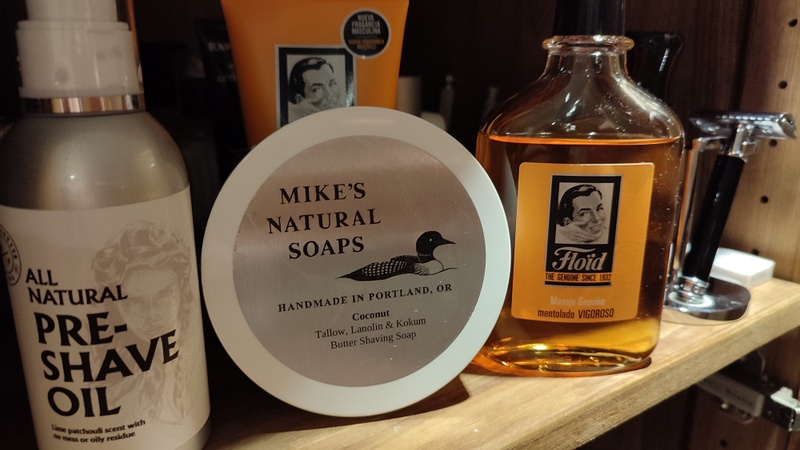 ALL
NATURAL
PRE-
SHAVE
OIL
Lime patchouli scent with
no mess or oily residue
NUEVA
FRAGANCIA
MASCULINA
MIKE'S
NATURAL
SOAPS
HANDMADE IN PORTLAND, OR
Coconut
Tallow, Lanolin & Kokum
Butter Shaving Soap
Floïd
THE GENUINE SINCE 1932
Masaje Genuino
mentolado VIGOROSO